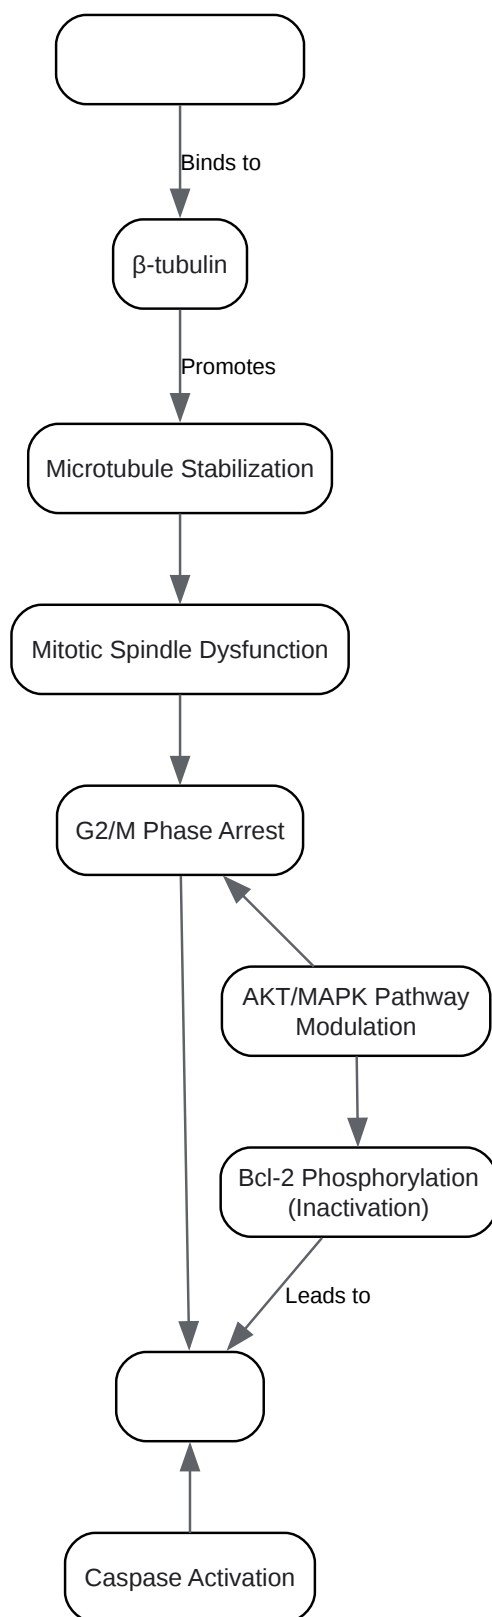 Binds to
β-tubulin
Promotes
Microtubule Stabilization
Mitotic Spindle Dysfunction
G2/M Phase Arrest
AKT/MAPK Pathway
Modulation
Bcl-2 Phosphorylation
(Inactivation)
Leads to
Caspase Activation